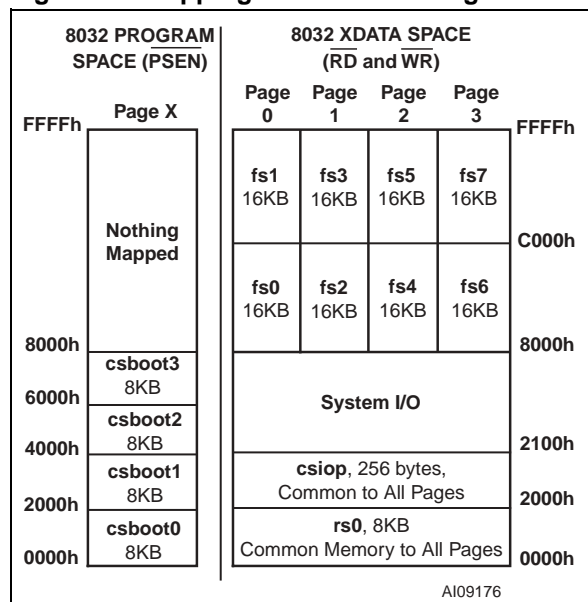 8032 PROGRAM
SPACE (PSEN)
8032 XDATA SPACE
(RD and WR)
Page X
Page 0
Page 1
Page 2
Page 3
FFFFh
FFFFh
Nothing
Mapped
fs1
16KB
fs3
16KB
fs5
16KB
fs7
16KB
C000h
fs0
16KB
fs2
16KB
fs4
16KB
fs6
16KB
8000h
8000h
csboot3
8KB
6000h
System I/O
csboot2
8KB
4000h
2100h
csboot1
8KB
csiop, 256 bytes,
Common to All Pages
2000h
2000h
csboot0
8KB
rs0, 8KB
Common Memory to All Pages
0000h
0000h
AI09176